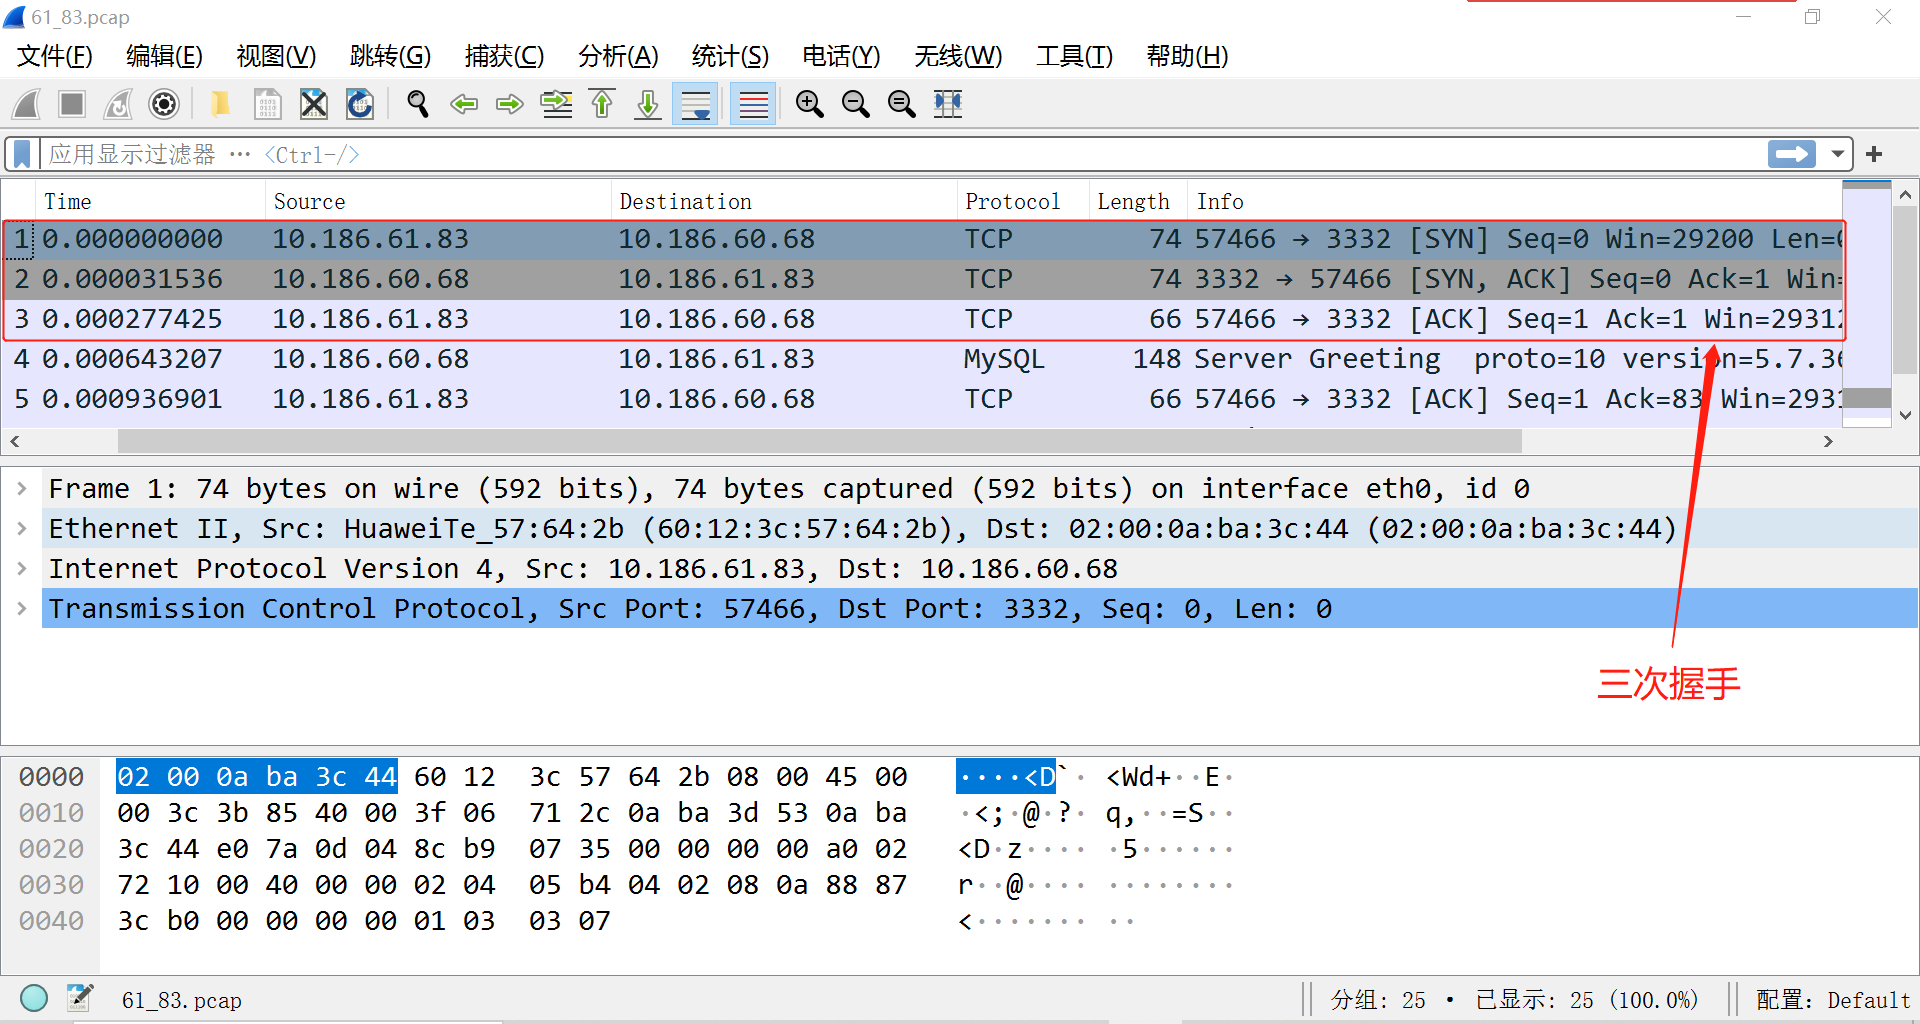 61_83.pcap
文件(F) 编辑(E) 视图(V) 跳转(G) 捕获(C) 分析(A) 统计(S) 电话(Y) 无线(W) 工具(T) 帮助(H)
应用显示过滤器 … <Ctrl-/>
Time Source Destination Protocol Length Info
1 0.000000000 10.186.61.83 10.186.60.68 TCP 74 57466 → 3332 [SYN] Seq=0 Win=29200 Len=0
2 0.000031536 10.186.60.68 10.186.61.83 TCP 74 3332 → 57466 [SYN, ACK] Seq=0 Ack=1 Win=
3 0.000277425 10.186.61.83 10.186.60.68 TCP 66 57466 → 3332 [ACK] Seq=1 Ack=1 Win=29312
4 0.000643207 10.186.60.68 10.186.61.83 MySQL 148 Server Greeting proto=10 version=5.7.36
5 0.000936901 10.186.61.83 10.186.60.68 TCP 66 57466 → 3332 [ACK] Seq=1 Ack=83 Win=2931
Frame 1: 74 bytes on wire (592 bits), 74 bytes captured (592 bits) on interface eth0, id 0
Ethernet II, Src: HuaweiTe_57:64:2b (60:12:3c:57:64:2b), Dst: 02:00:0a:ba:3c:44 (02:00:0a:ba:3c:44)
Internet Protocol Version 4, Src: 10.186.61.83, Dst: 10.186.60.68
Transmission Control Protocol, Src Port: 57466, Dst Port: 3332, Seq: 0, Len: 0
三次握手
0000 02 00 0a ba 3c 44 60 12 3c 57 64 2b 08 00 45 00 ····<D`· <Wd+··E·
0010 00 3c 3b 85 40 00 3f 06 71 2c 0a ba 3d 53 0a ba ·<;·@·?· q,··=S··
0020 3c 44 e0 7a 0d 04 8c b9 07 35 00 00 00 00 a0 02 <D·z···· ·5······
0030 72 10 00 40 00 00 02 04 05 b4 04 02 08 0a 88 87 r··@···· ········
0040 3c b0 00 00 00 00 01 03 03 07 <······· ··
61_83.pcap 分组: 25 · 已显示: 25 (100.0%) 配置: Default